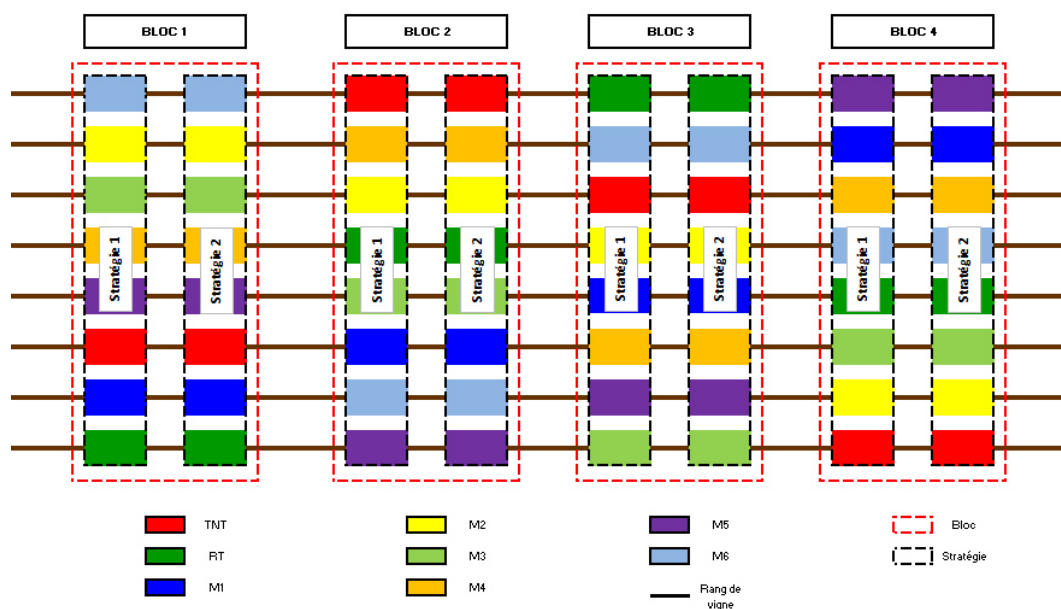 BLOC 1
BLOC 2
BLOC 3
BLOC 4
Stratégie 1
Stratégie 2
Stratégie 1
Stratégie 2
Stratégie 1
Stratégie 2
Stratégie 1
Stratégie 2
TNT
M2
M5
Bloc
RT
M3
M6
Stratégie
M1
M4
Rang de
vigne